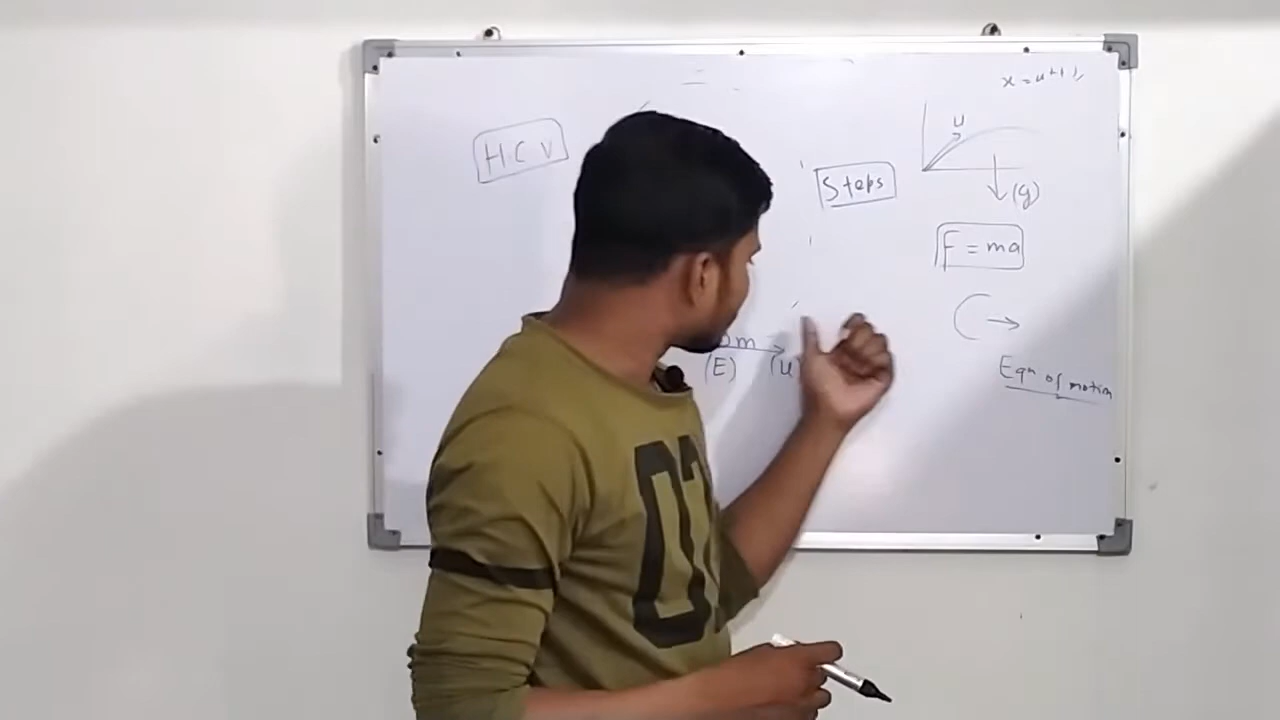 HCV
Steps
u
(g)
F = ma
(E) (u)
Eqn of motion